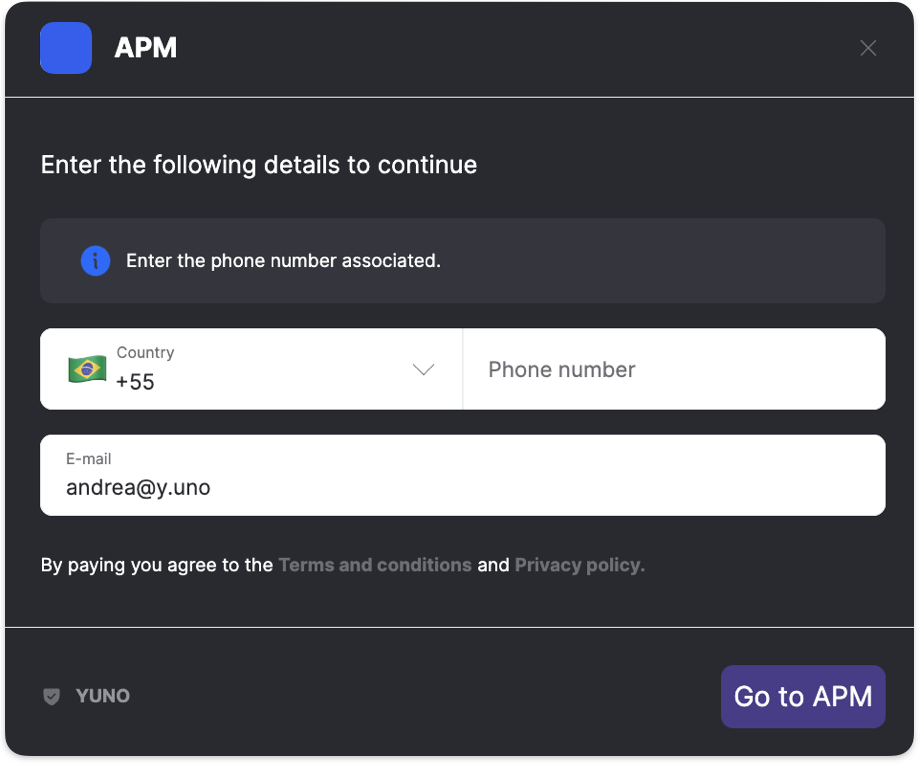 APM
Enter the following details to continue
Enter the phone number associated.
Country
+55
Phone number
E-mail
andrea@y.uno
By paying you agree to the Terms and conditions and Privacy policy.
YUNO
Go to APM